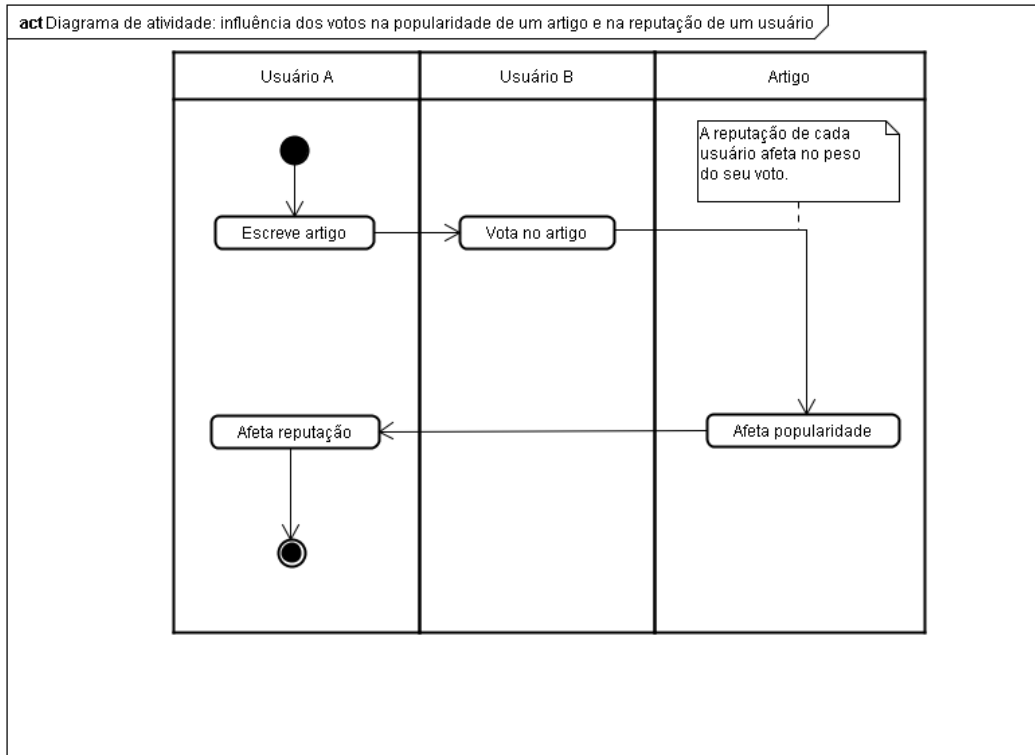 act Diagrama de atividade: influência dos votos na popularidade de um artigo e na reputação de um usuário
Usuário A
Usuário B
Artigo
A reputação de cada
usuário afeta no peso
do seu voto.
Escreve artigo
Vota no artigo
Afeta reputação
Afeta popularidade